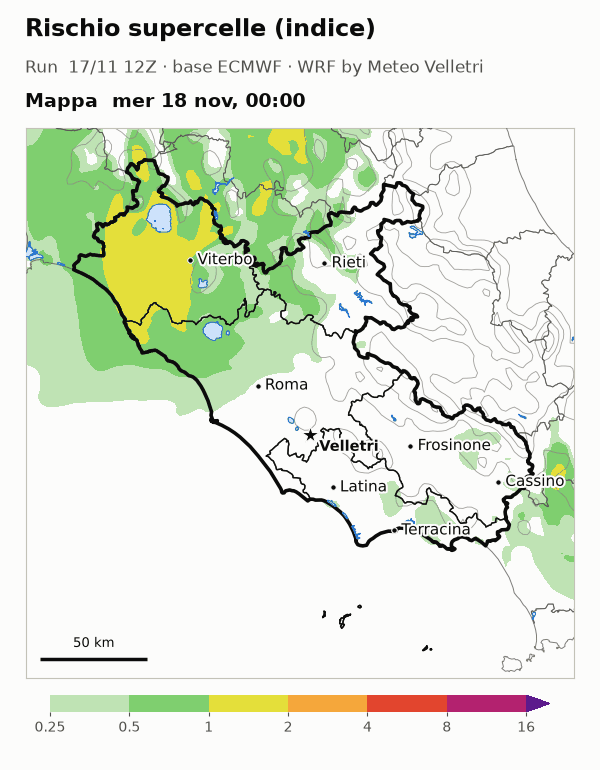 Rischio supercelle (indice)
Run  17/11 12Z · base ECMWF · WRF by Meteo Velletri
Mappa  mer 18 nov, 00:00
Viterbo
Rieti
Roma
Velletri
Frosinone
Cassino
Latina
Terracina
50 km
0.25 0.5 1 2 4 8 16